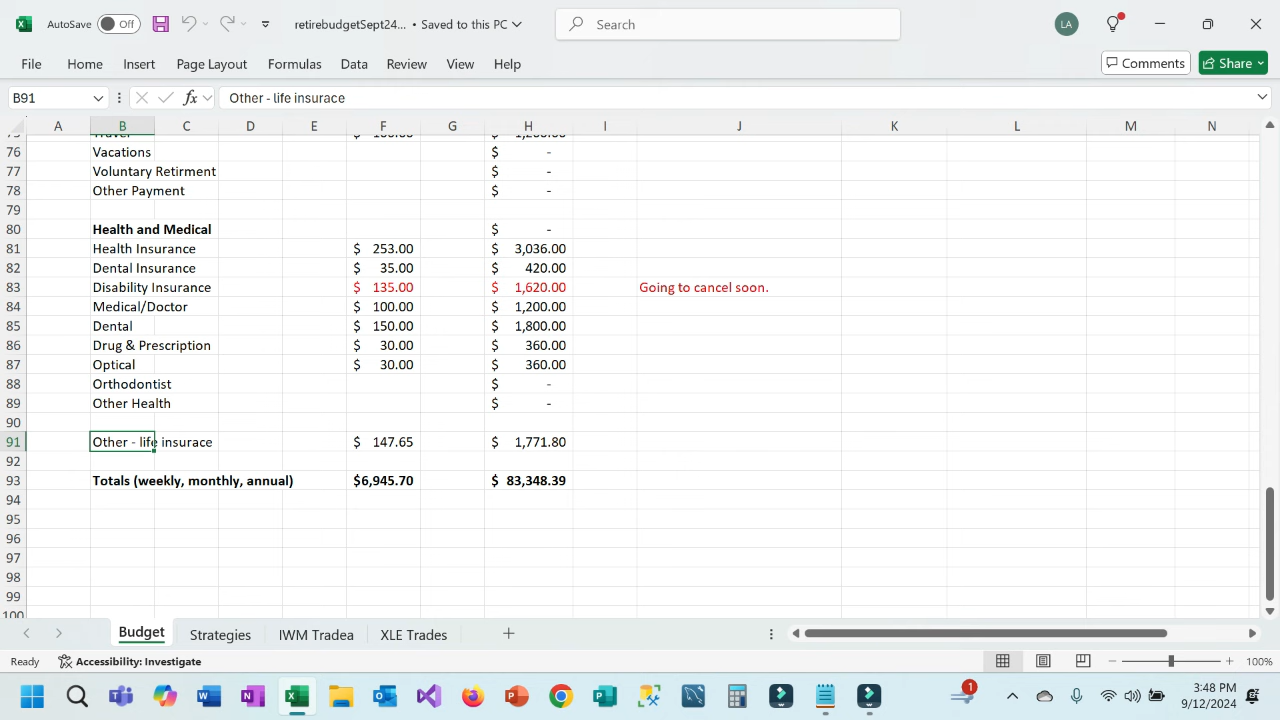 AutoSave Off retirebudgetSept24... • Saved to this PC Search LA
File Home Insert Page Layout Formulas Data Review View Help Comments Share
B91 fx Other - life insurace
A B C D E F G H I J K L M N
76 Vacations $ -
77 Voluntary Retirment $ -
78 Other Payment $ -
79
80 Health and Medical $ -
81 Health Insurance $ 253.00 $ 3,036.00
82 Dental Insurance $ 35.00 $ 420.00
83 Disability Insurance $ 135.00 $ 1,620.00 Going to cancel soon.
84 Medical/Doctor $ 100.00 $ 1,200.00
85 Dental $ 150.00 $ 1,800.00
86 Drug & Prescription $ 30.00 $ 360.00
87 Optical $ 30.00 $ 360.00
88 Orthodontist $ -
89 Other Health $ -
90
91 Other - life insurace $ 147.65 $ 1,771.80
92
93 Totals (weekly, monthly, annual) $6,945.70 $ 83,348.39
94
95
96
97
98
99
100
Budget Strategies IWM Tradea XLE Trades
Ready Accessibility: Investigate 100%
1 3:48 PM
9/12/2024